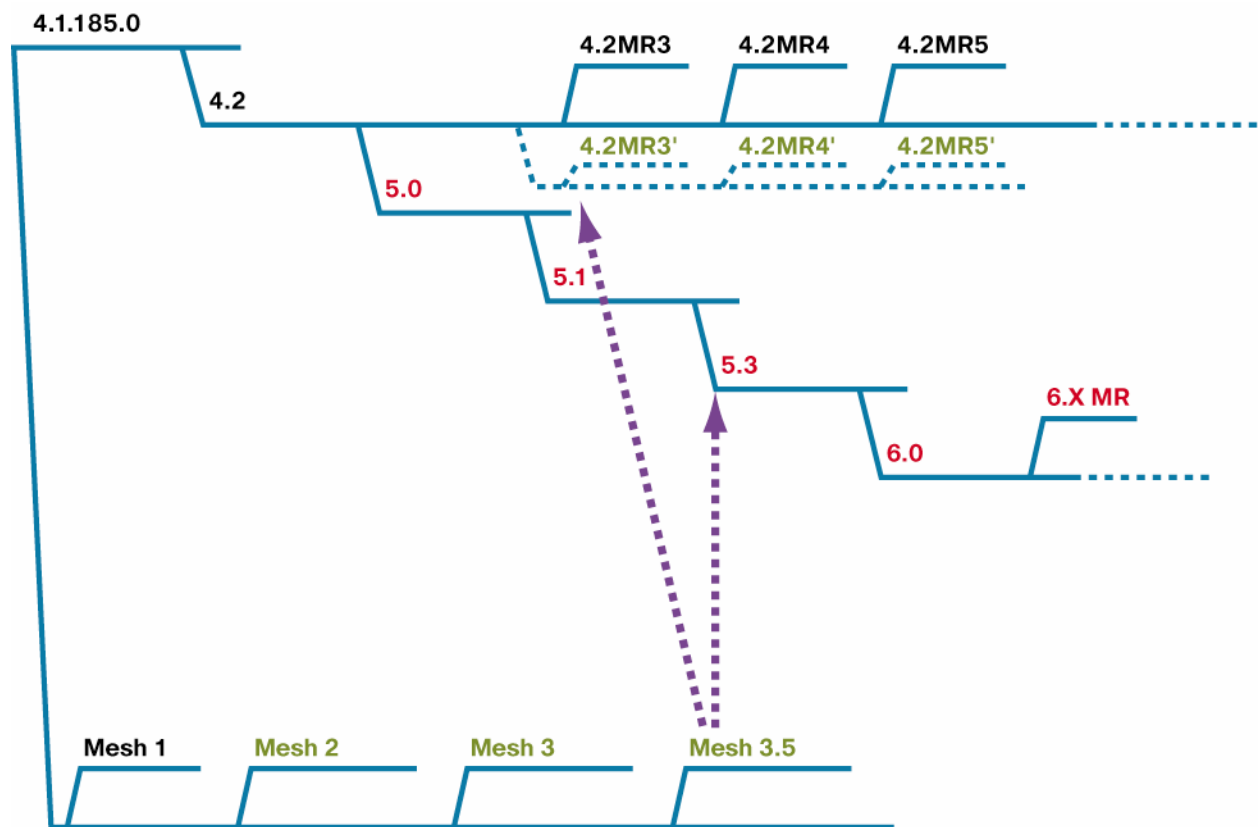 4.1.185.0
4.2MR3
4.2MR4
4.2MR5
4.2
4.2MR3'
4.2MR4'
4.2MR5'
5.0
5.1
5.3
6.X MR
6.0
Mesh 1
Mesh 2
Mesh 3
Mesh 3.5